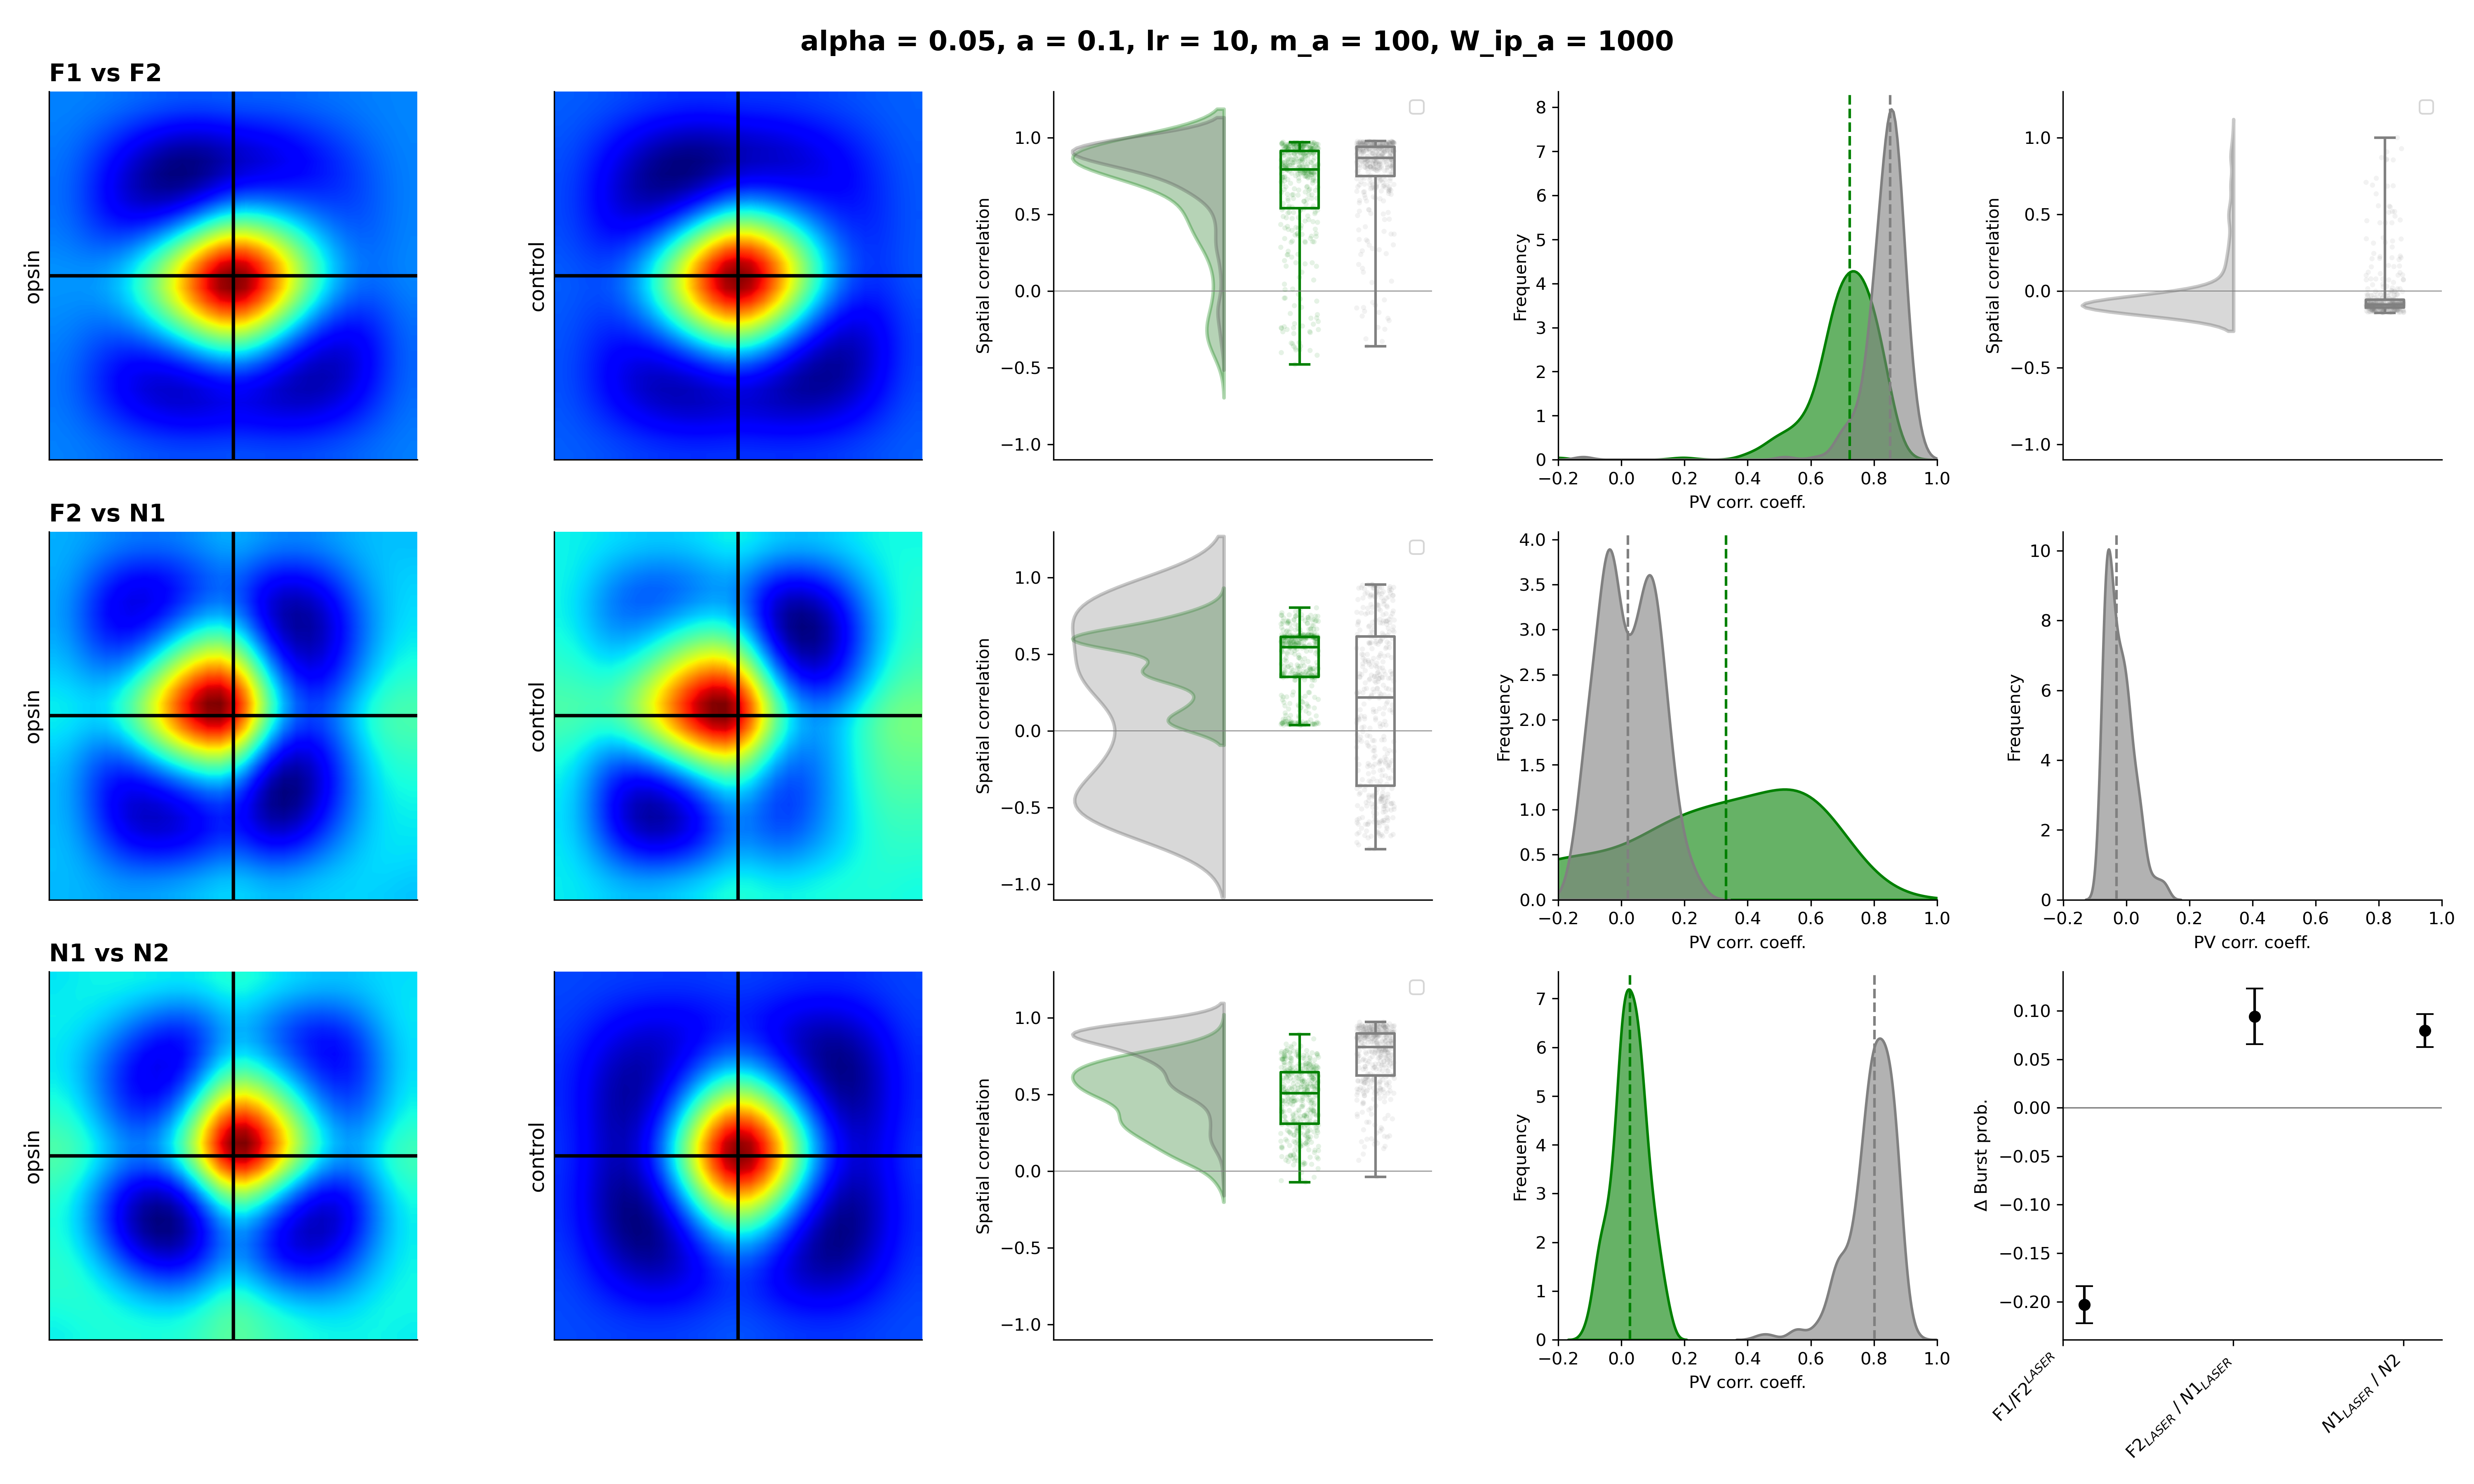 alpha = 0.05, a = 0.1, lr = 10, m_a = 100, W_ip_a = 1000
F1 vs F2
opsin
control
Spatial correlation
1.0
0.5
0.0
−0.5
−1.0
Frequency
8
7
6
5
4
3
2
1
0
−0.2 0.0 0.2 0.4 0.6 0.8 1.0
PV corr. coeff.
Spatial correlation
1.0
0.5
0.0
−0.5
−1.0
F2 vs N1
opsin
control
Spatial correlation
1.0
0.5
0.0
−0.5
−1.0
Frequency
4.0
3.5
3.0
2.5
2.0
1.5
1.0
0.5
0.0
−0.2 0.0 0.2 0.4 0.6 0.8 1.0
PV corr. coeff.
Frequency
10
8
6
4
2
0
−0.2 0.0 0.2 0.4 0.6 0.8 1.0
PV corr. coeff.
N1 vs N2
opsin
control
Spatial correlation
1.0
0.5
0.0
−0.5
−1.0
Frequency
7
6
5
4
3
2
1
0
−0.2 0.0 0.2 0.4 0.6 0.8 1.0
PV corr. coeff.
Δ Burst prob.
0.10
0.05
0.00
−0.05
−0.10
−0.15
−0.20
F1/F2^LASER
F2_LASER / N1_LASER
N1_LASER / N2